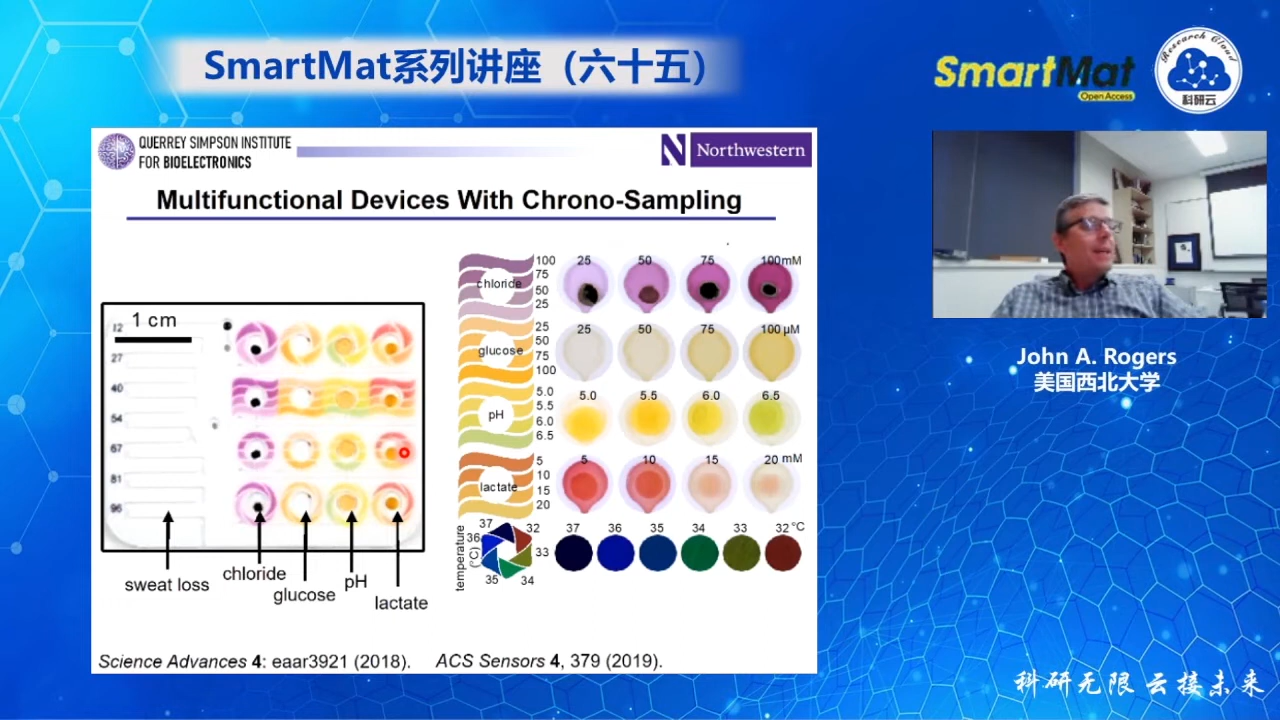 SmartMat系列讲座（六十五）
SmartMat
Open Access
Research Cloud
科研云
QUERREY SIMPSON INSTITUTE
FOR BIOELECTRONICS
N Northwestern
Multifunctional Devices With Chrono-Sampling
1 cm
12
27
40
54
67
81
96
sweat loss
chloride
glucose
pH
lactate
chloride
100
75
50
25
25 50 75 100 mM
glucose
25
50
75
100
25 50 75 100 µM
pH
5.0
5.5
6.0
6.5
5.0 5.5 6.0 6.5
lactate
5
10
15
20
5 10 15 20 mM
temperature
(°C)
37
32
36
33
35
34
37 36 35 34 33 32 °C
Science Advances 4: eaar3921 (2018). ACS Sensors 4, 379 (2019).
John A. Rogers
美国西北大学
科研无限 云接未来